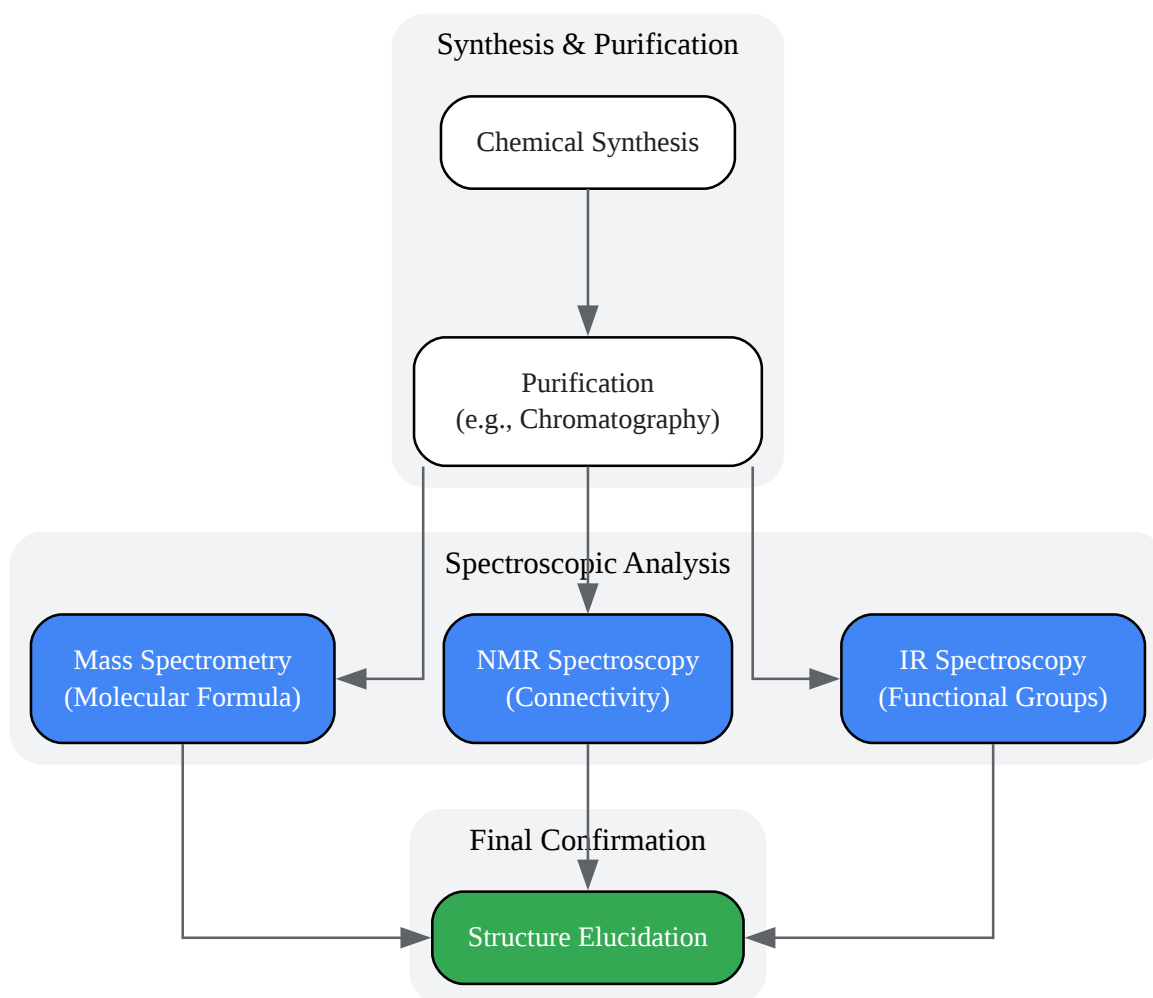 Synthesis & Purification
Chemical Synthesis
Purification
(e.g., Chromatography)
Spectroscopic Analysis
Mass Spectrometry
(Molecular Formula)
NMR Spectroscopy
(Connectivity)
IR Spectroscopy
(Functional Groups)
Final Confirmation
Structure Elucidation